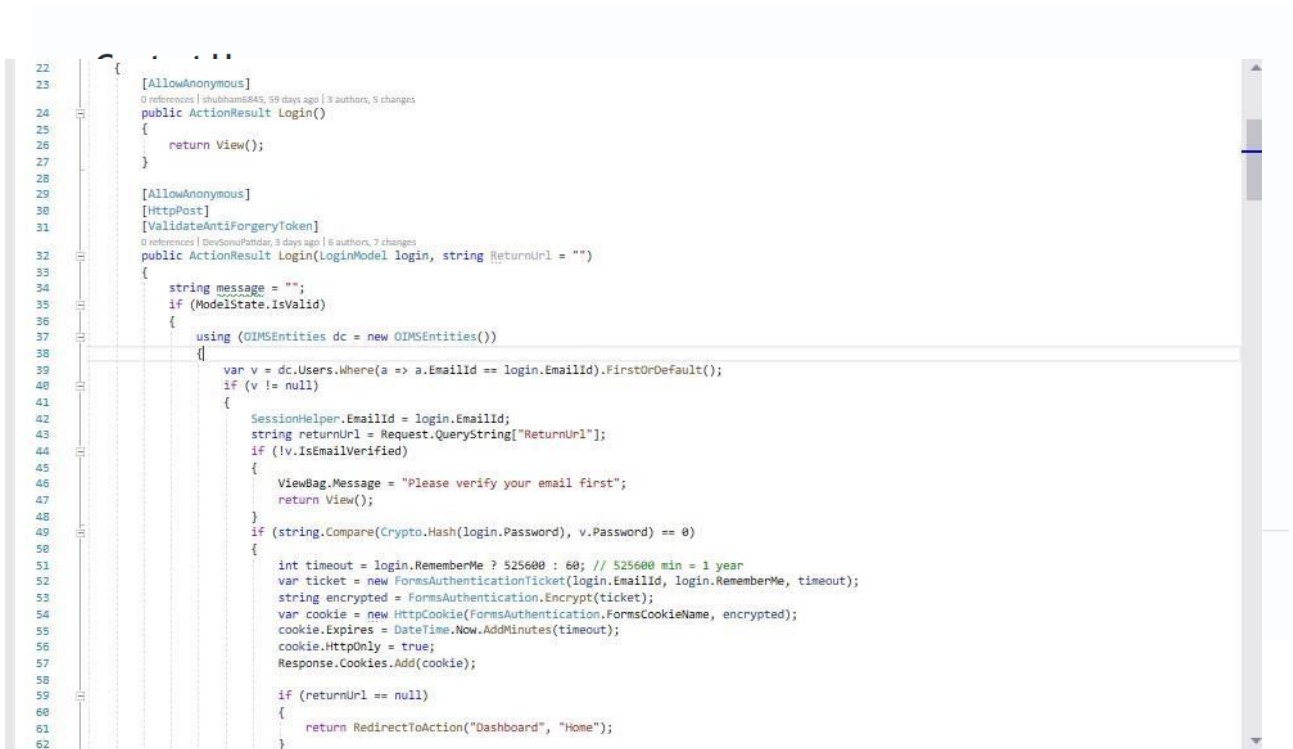 22 {
23 [AllowAnonymous]
0 references | shubham6845, 59 days ago | 3 authors, 5 changes
24 public ActionResult Login()
25 {
26 return View();
27 }
28
29 [AllowAnonymous]
30 [HttpPost]
31 [ValidateAntiForgeryToken]
0 references | DevSonuPatidar, 3 days ago | 6 authors, 7 changes
32 public ActionResult Login(LoginModel login, string ReturnUrl = "")
33 {
34 string message = "";
35 if (ModelState.IsValid)
36 {
37 using (OIMSEntities dc = new OIMSEntities())
38 {
39 var v = dc.Users.Where(a => a.EmailId == login.EmailId).FirstOrDefault();
40 if (v != null)
41 {
42 SessionHelper.EmailId = login.EmailId;
43 string returnUrl = Request.QueryString["ReturnUrl"];
44 if (!v.IsEmailVerified)
45 {
46 ViewBag.Message = "Please verify your email first";
47 return View();
48 }
49 if (string.Compare(Crypto.Hash(login.Password), v.Password) == 0)
50 {
51 int timeout = login.RememberMe ? 525600 : 60; // 525600 min = 1 year
52 var ticket = new FormsAuthenticationTicket(login.EmailId, login.RememberMe, timeout);
53 string encrypted = FormsAuthentication.Encrypt(ticket);
54 var cookie = new HttpCookie(FormsAuthentication.FormsCookieName, encrypted);
55 cookie.Expires = DateTime.Now.AddMinutes(timeout);
56 cookie.HttpOnly = true;
57 Response.Cookies.Add(cookie);
58
59 if (returnUrl == null)
60 {
61 return RedirectToAction("Dashboard", "Home");
62 }